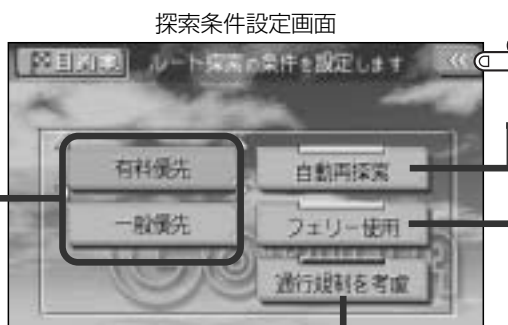 探索条件設定画面
目的地 ルート探索の条件を設定します
有料優先 自動再探索
一般優先 フェリー使用
通行規制を考慮